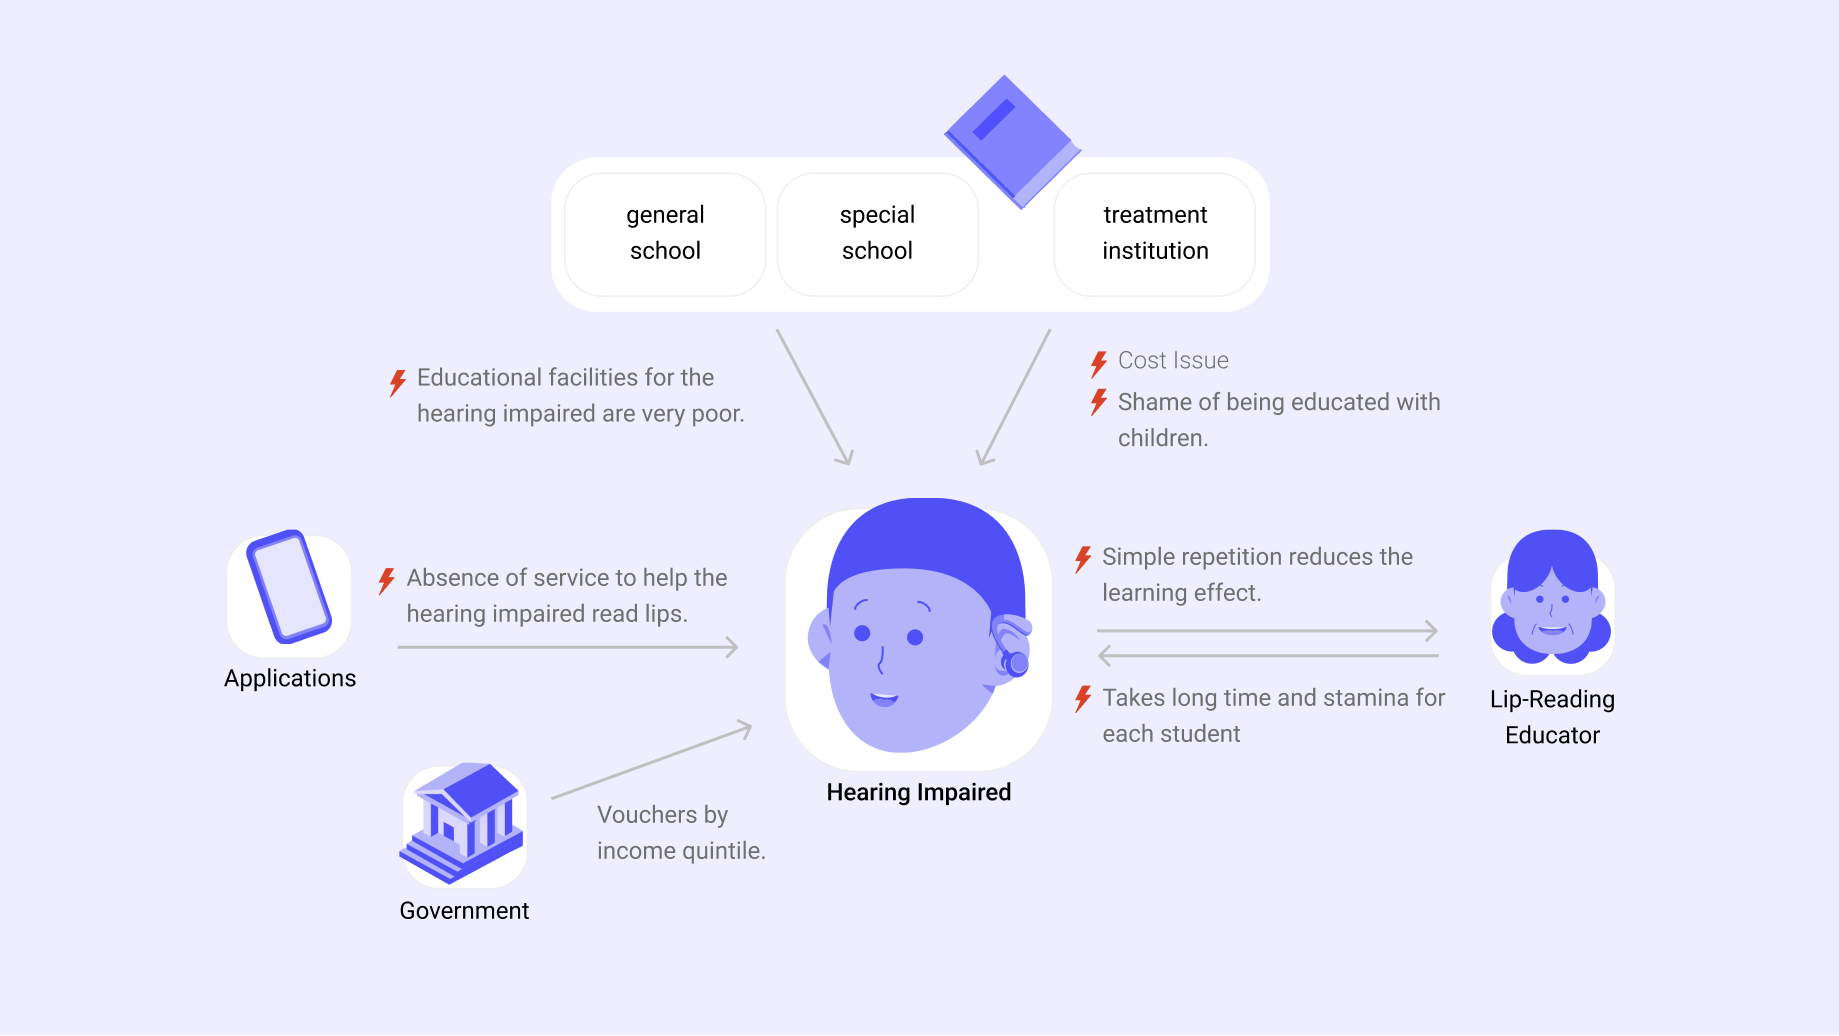 general
school
special
school
treatment
institution
Educational facilities for the
hearing impaired are very poor.
Cost Issue
Shame of being educated with
children.
Absence of service to help the
hearing impaired read lips.
Applications
Simple repetition reduces the
learning effect.
Takes long time and stamina for
each student
Lip-Reading
Educator
Hearing Impaired
Vouchers by
income quintile.
Government